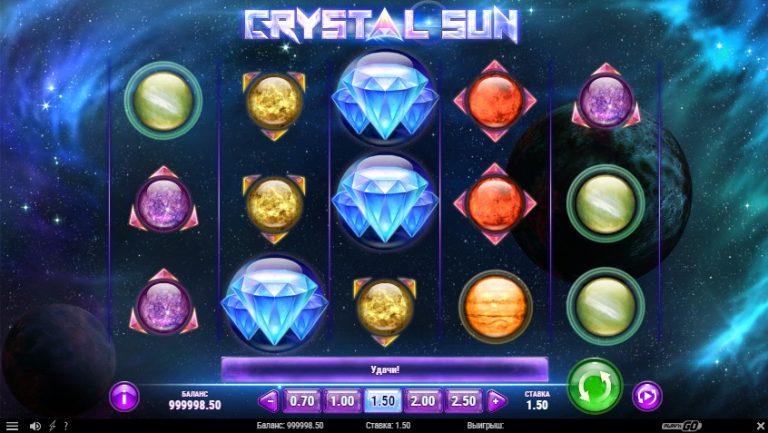 CRYSTAL SUN
Удачи!
БАЛАНС
999998.50
0.70 1.00 1.50 2.00 2.50
СТАВКА
1.50
Баланс: 999998.50 Ставка: 1.50 Выигрыш:
PLAY'N GO